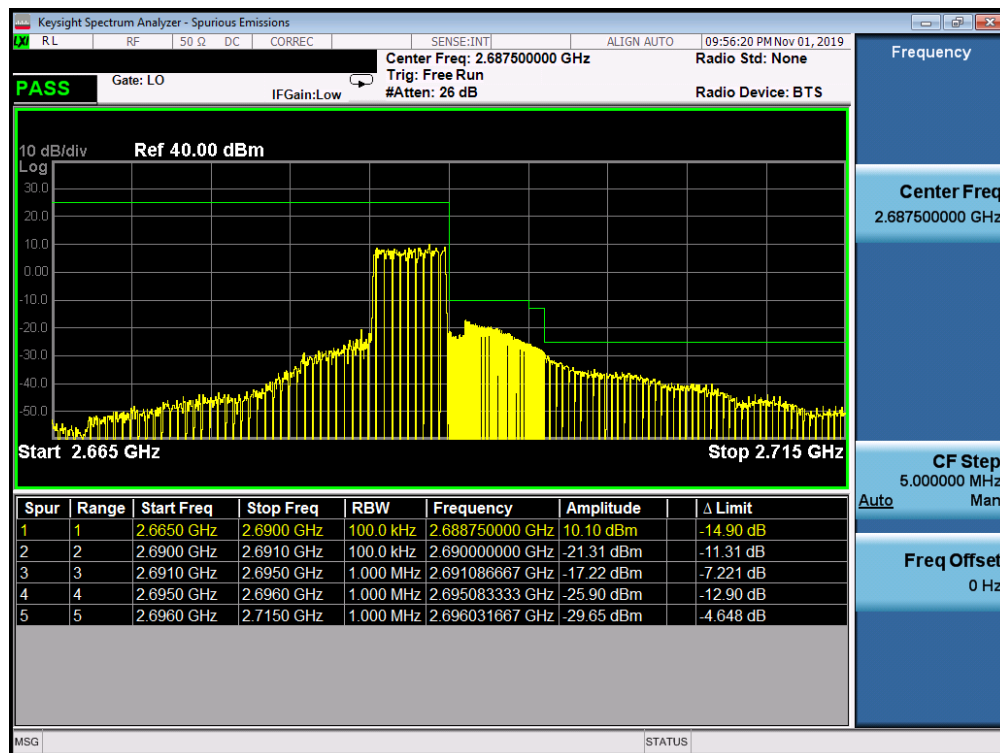 Keysight Spectrum Analyzer - Spurious Emissions
LXI RL RF 50 Ω DC CORREC SENSE:INT ALIGN AUTO 09:56:20 PM Nov 01, 2019
Center Freq: 2.687500000 GHz Radio Std: None
Gate: LO Trig: Free Run
PASS IFGain:Low #Atten: 26 dB Radio Device: BTS
10 dB/div Ref 40.00 dBm
Log
30.0
20.0
10.0
0.00
-10.0
-20.0
-30.0
-40.0
-50.0
Start 2.665 GHz Stop 2.715 GHz
Spur Range Start Freq Stop Freq RBW Frequency Amplitude Δ Limit
1 1 2.6650 GHz 2.6900 GHz 100.0 kHz 2.688750000 GHz 10.10 dBm -14.90 dB
2 2 2.6900 GHz 2.6910 GHz 100.0 kHz 2.690000000 GHz -21.31 dBm -11.31 dB
3 3 2.6910 GHz 2.6950 GHz 1.000 MHz 2.691086667 GHz -17.22 dBm -7.221 dB
4 4 2.6950 GHz 2.6960 GHz 1.000 MHz 2.695083333 GHz -25.90 dBm -12.90 dB
5 5 2.6960 GHz 2.7150 GHz 1.000 MHz 2.696031667 GHz -29.65 dBm -4.648 dB
MSG STATUS
Frequency
Center Freq
2.687500000 GHz
CF Step
5.000000 MHz
Auto Man
Freq Offset
0 Hz